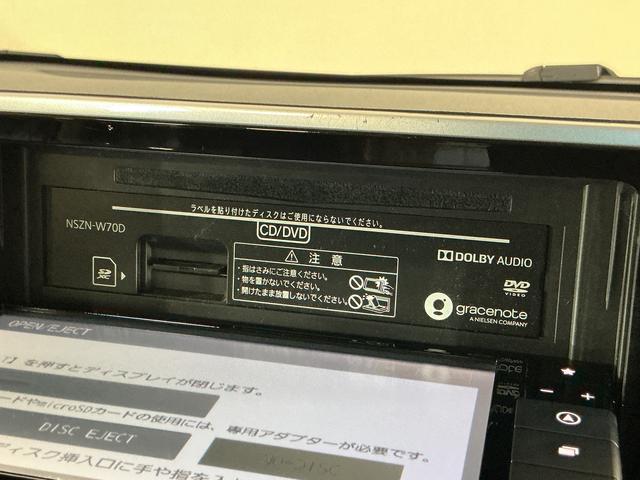 ラベルを貼り付けたディスクはご使用にならないでください。
NSZN-W70D
CD/DVD
注意
・指はさみにご注意ください。
・物を置かないでください。
・開けたまま放置しないでください。
SD XC
DOLBY AUDIO
DVD
VIDEO
gracenote
A NIELSEN COMPANY
OPEN/EJECT
を押すとディスプレイが閉じます。
ードやmicroSDカードの使用には、専用アダプターが必要です。
DISC EJECT
ディスク挿入口に手や指を入